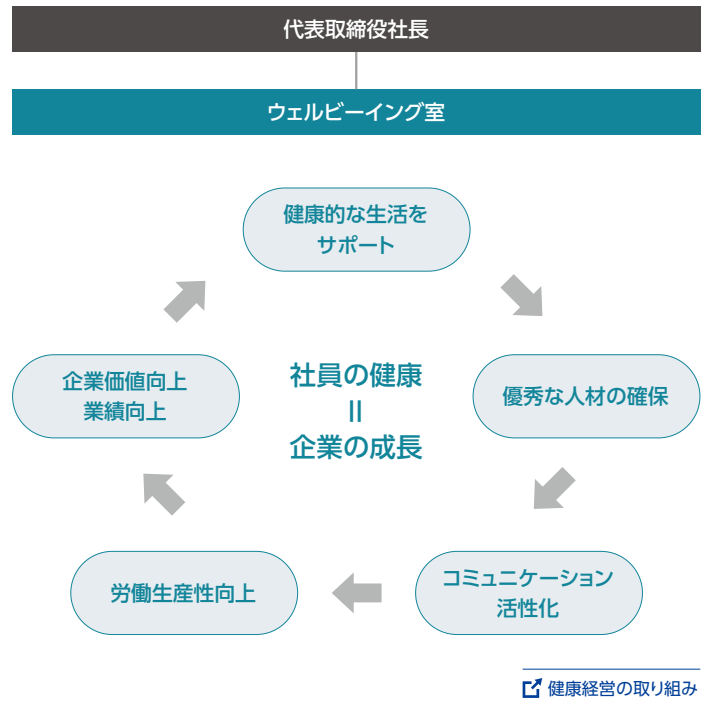 代表取締役社長
ウェルビーイング室
健康的な生活を
サポート
企業価値向上
業績向上
社員の健康
＝
企業の成長
優秀な人材の確保
労働生産性向上
コミュニケーション
活性化
健康経営の取り組み